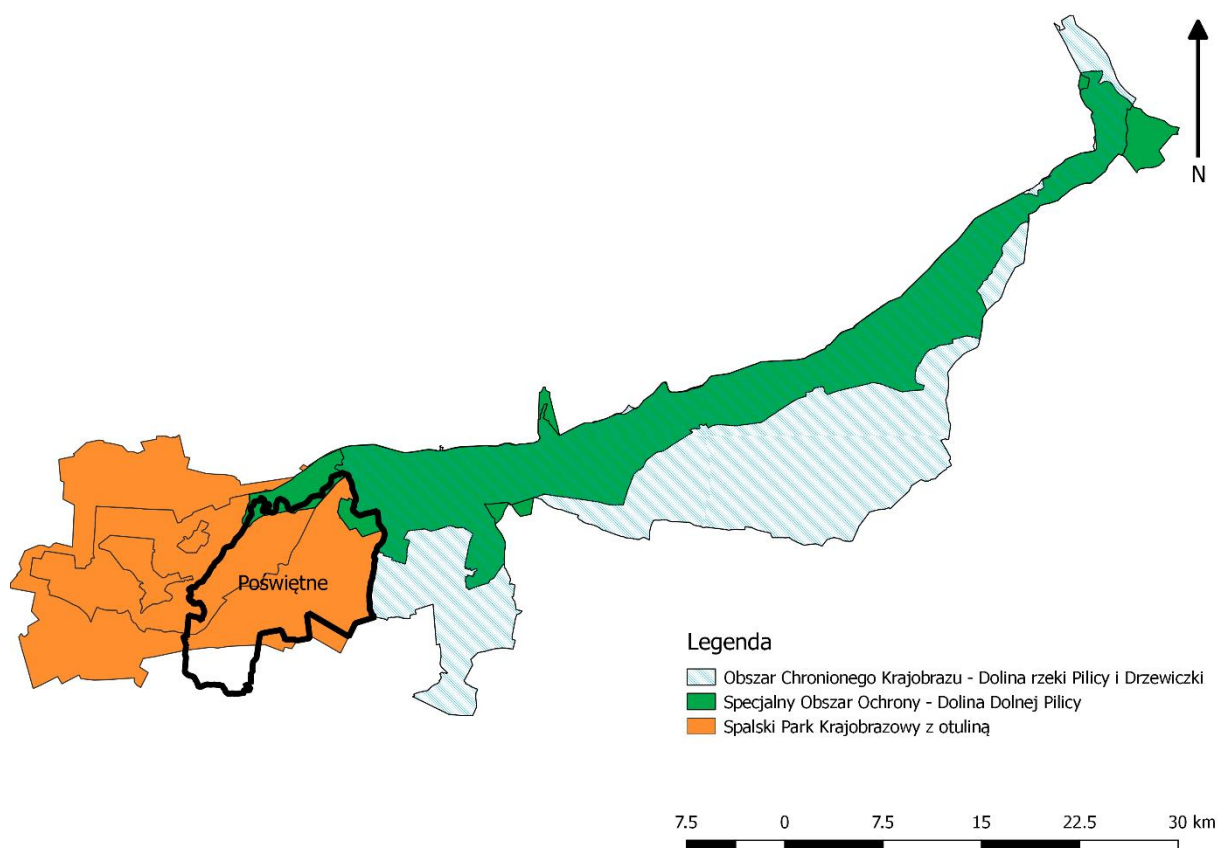 N
Poświętne
Legenda
Obszar Chronionego Krajobrazu - Dolina rzeki Pilicy i Drzewiczki
Specjalny Obszar Ochrony - Dolina Dolnej Pilicy
Spalski Park Krajobrazowy z otuliną
7.5 0 7.5 15 22.5 30 km